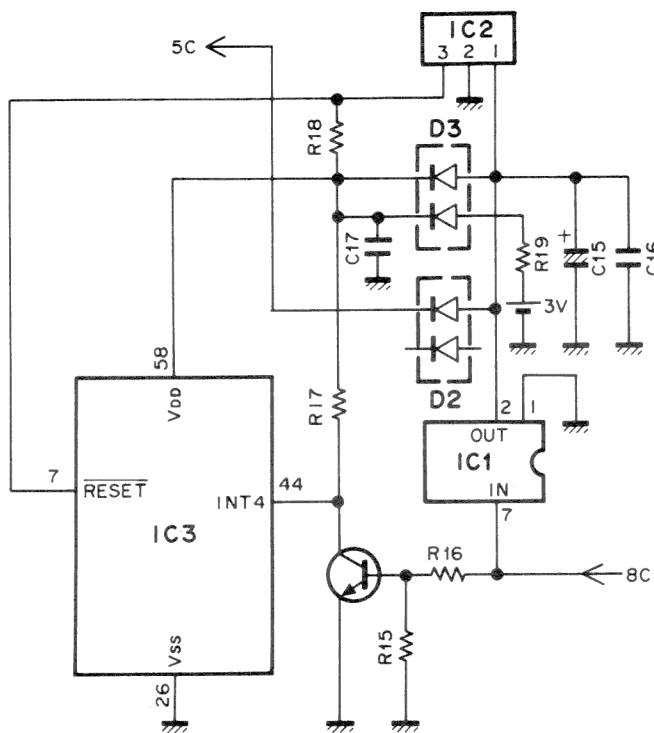 IC2
5C
3 2 1
R18
D3
C17
R19
+
C15
C16
3V
58
VDD
R17
D2
2 1
OUT
IC1
IN
7
7
RESET
44
INT4
IC3
R16
8C
R15
VSS
26